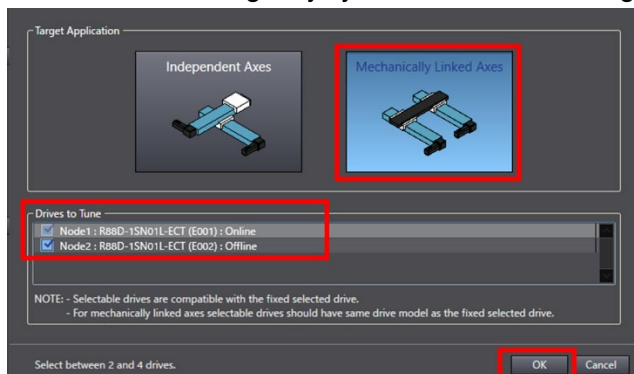 Target Application
Independent Axes
Mechanically Linked Axes
Drives to Tune
Node1 : R88D-1SN01L-ECT (E001) : Online
Node2 : R88D-1SN01L-ECT (E002) : Offline
NOTE: - Selectable drives are compatible with the fixed selected drive.
- For mechanically linked axes selectable drives should have same drive model as the fixed selected drive.
Select between 2 and 4 drives.
OK
Cancel